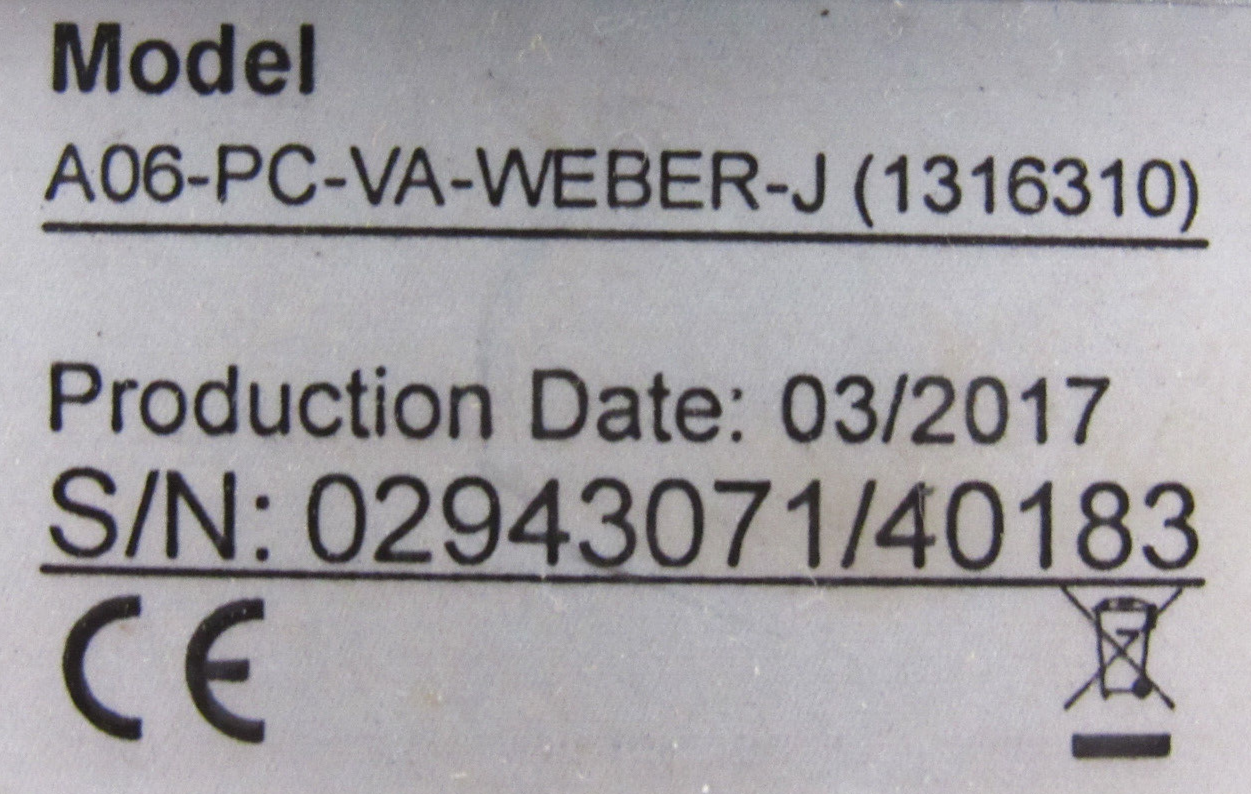 Model
A06-PC-VA-WEBER-J (1316310)
Production Date: 03/2017
S/N: 02943071/40183
CE